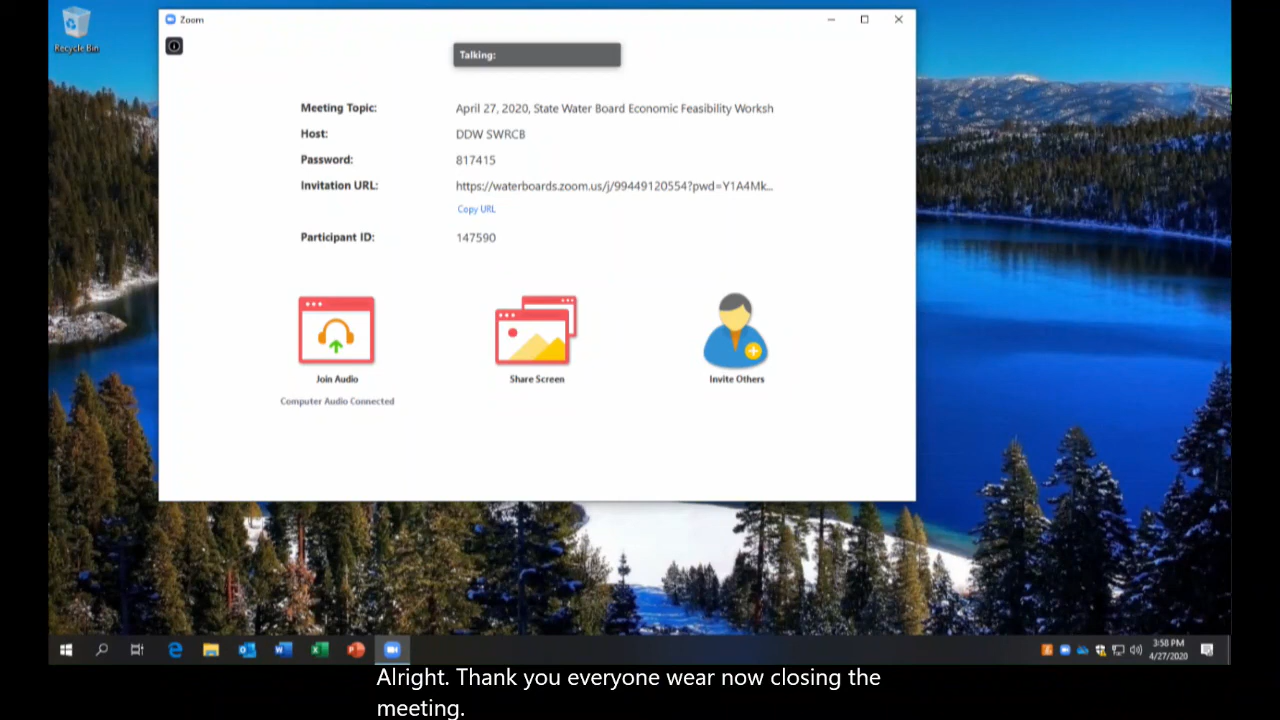 Recycle Bin
Zoom
Talking:
Meeting Topic: April 27, 2020, State Water Board Economic Feasibility Worksh
Host: DDW SWRCB
Password: 817415
Invitation URL: https://waterboards.zoom.us/j/99449120554?pwd=Y1A4Mk...
Copy URL
Participant ID: 147590
Join Audio
Share Screen
Invite Others
Computer Audio Connected
3:58 PM
4/27/2020
Alright. Thank you everyone wear now closing the
meeting.